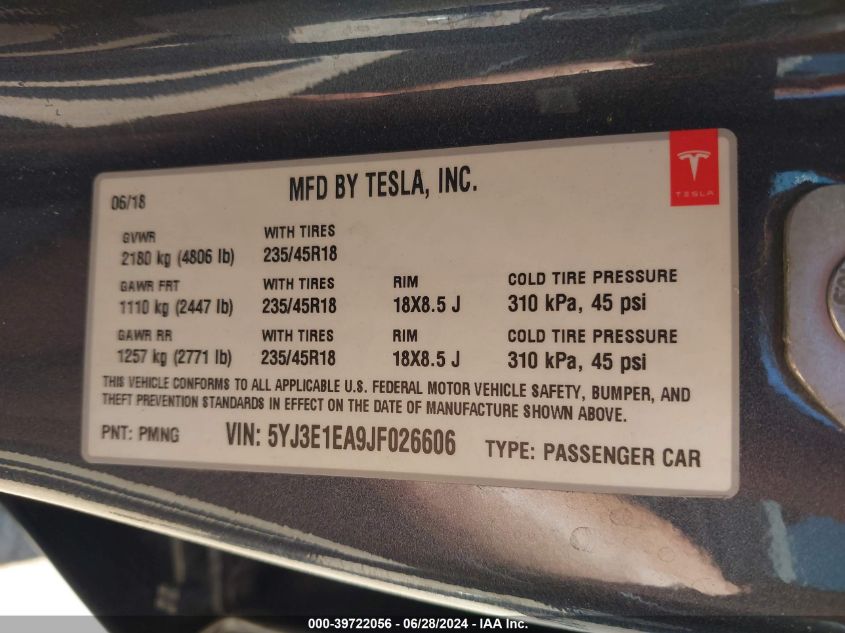 MFD BY TESLA, INC.
TESLA
06/18
GVWR WITH TIRES
2180 kg (4806 lb) 235/45R18
GAWR FRT WITH TIRES RIM COLD TIRE PRESSURE
1110 kg (2447 lb) 235/45R18 18X8.5 J 310 kPa, 45 psi
GAWR RR WITH TIRES RIM COLD TIRE PRESSURE
1257 kg (2771 lb) 235/45R18 18X8.5 J 310 kPa, 45 psi
THIS VEHICLE CONFORMS TO ALL APPLICABLE U.S. FEDERAL MOTOR VEHICLE SAFETY, BUMPER, AND
THEFT PREVENTION STANDARDS IN EFFECT ON THE DATE OF MANUFACTURE SHOWN ABOVE.
PNT: PMNG VIN: 5YJ3E1EA9JF026606 TYPE: PASSENGER CAR
000-39722056 - 06/28/2024 - IAA Inc.